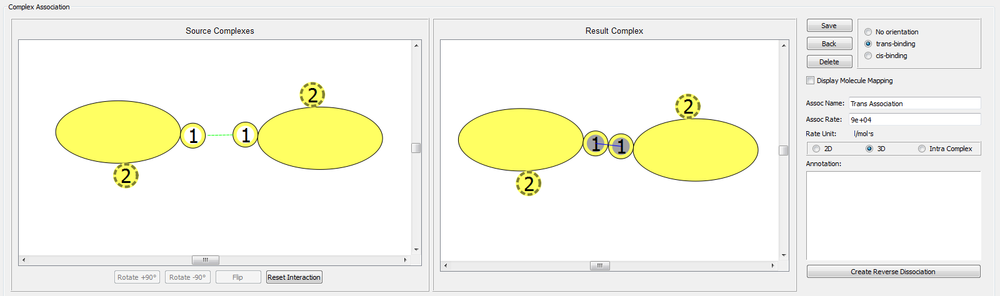 Complex Association
Source Complexes
2
1
1
2
Rotate +90°
Rotate -90°
Flip
Reset Interaction
Result Complex
2
1
1
2
Save
Back
Delete
No orientation
trans-binding
cis-binding
Display Molecule Mapping
Assoc Name: Trans Association
Assoc Rate: 9e+04
Rate Unit: l/mol·s
2D 3D Intra Complex
Annotation:
Create Reverse Dissociation